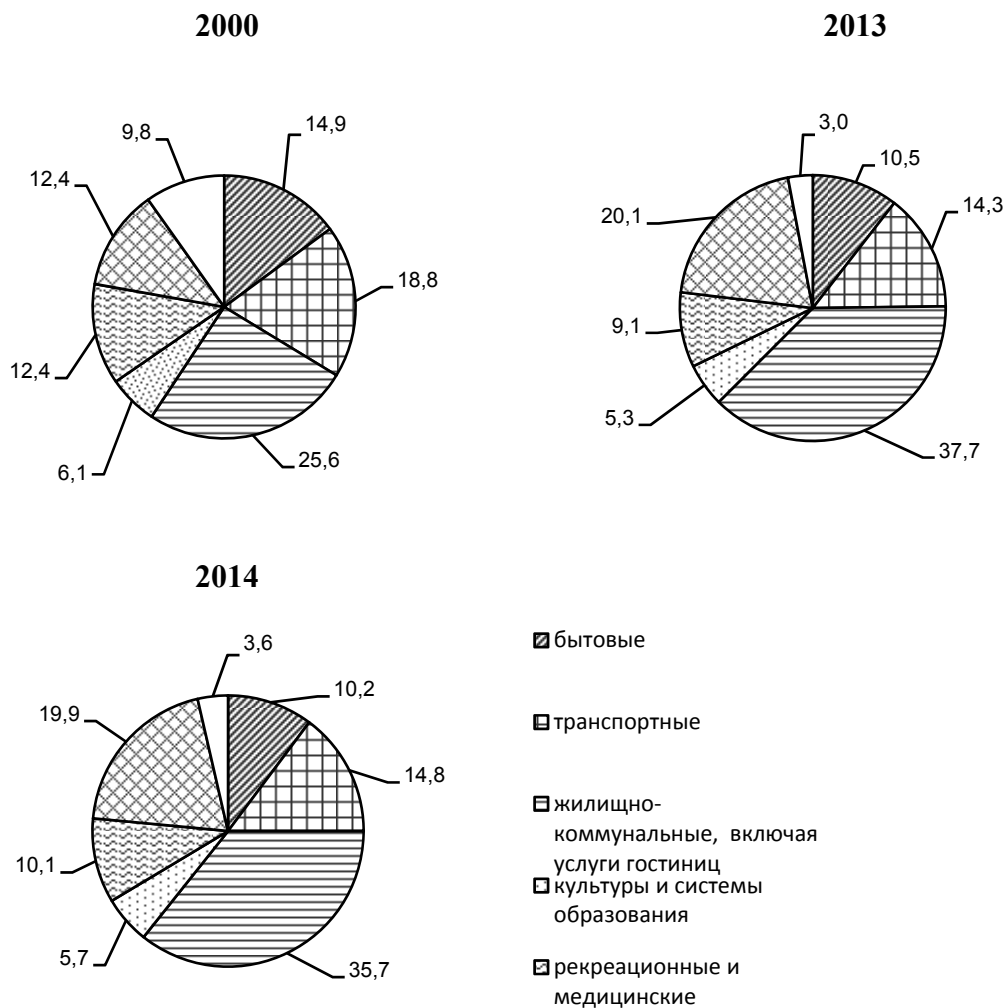 2000
2013
9,8
14,9
12,4
18,8
12,4
6,1
25,6
3,0
10,5
20,1
14,3
9,1
5,3
37,7
2014
3,6
10,2
19,9
14,8
10,1
5,7
35,7
бытовые
транспортные
жилищно-
коммунальные, включая
услуги гостиниц
культуры и системы
образования
рекреационные и
медицинские